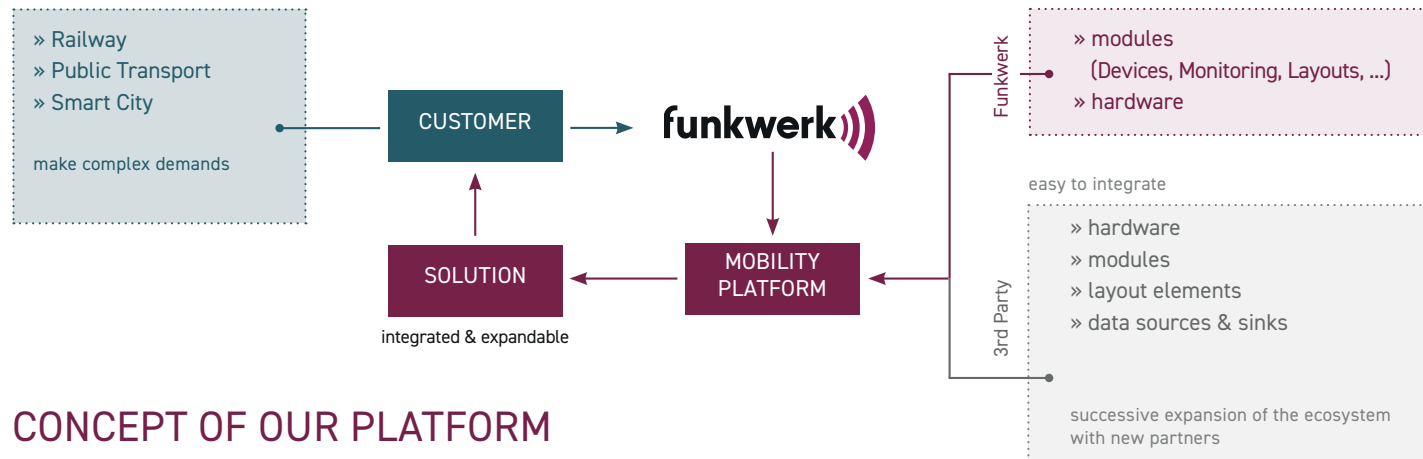 » Railway
» Public Transport
» Smart City
make complex demands
CUSTOMER
funkwerk
SOLUTION
integrated & expandable
MOBILITY
PLATFORM
Funkwerk
» modules
(Devices, Monitoring, Layouts, ...)
» hardware
easy to integrate
3rd Party
» hardware
» modules
» layout elements
» data sources & sinks
successive expansion of the ecosystem
with new partners
CONCEPT OF OUR PLATFORM